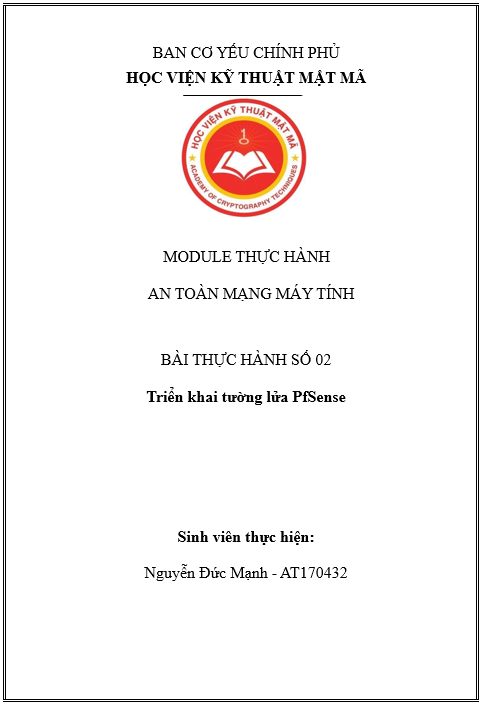 BAN CƠ YẾU CHÍNH PHỦ
HỌC VIỆN KỸ THUẬT MẬT MÃ
HỌC VIỆN KỸ THUẬT MẬT MÃ
1
ACADEMY OF CRYPTOGRAPHY TECHNIQUES
MODULE THỰC HÀNH
AN TOÀN MẠNG MÁY TÍNH
BÀI THỰC HÀNH SỐ 02
Triển khai tường lửa PfSense
Sinh viên thực hiện:
Nguyễn Đức Mạnh - AT170432